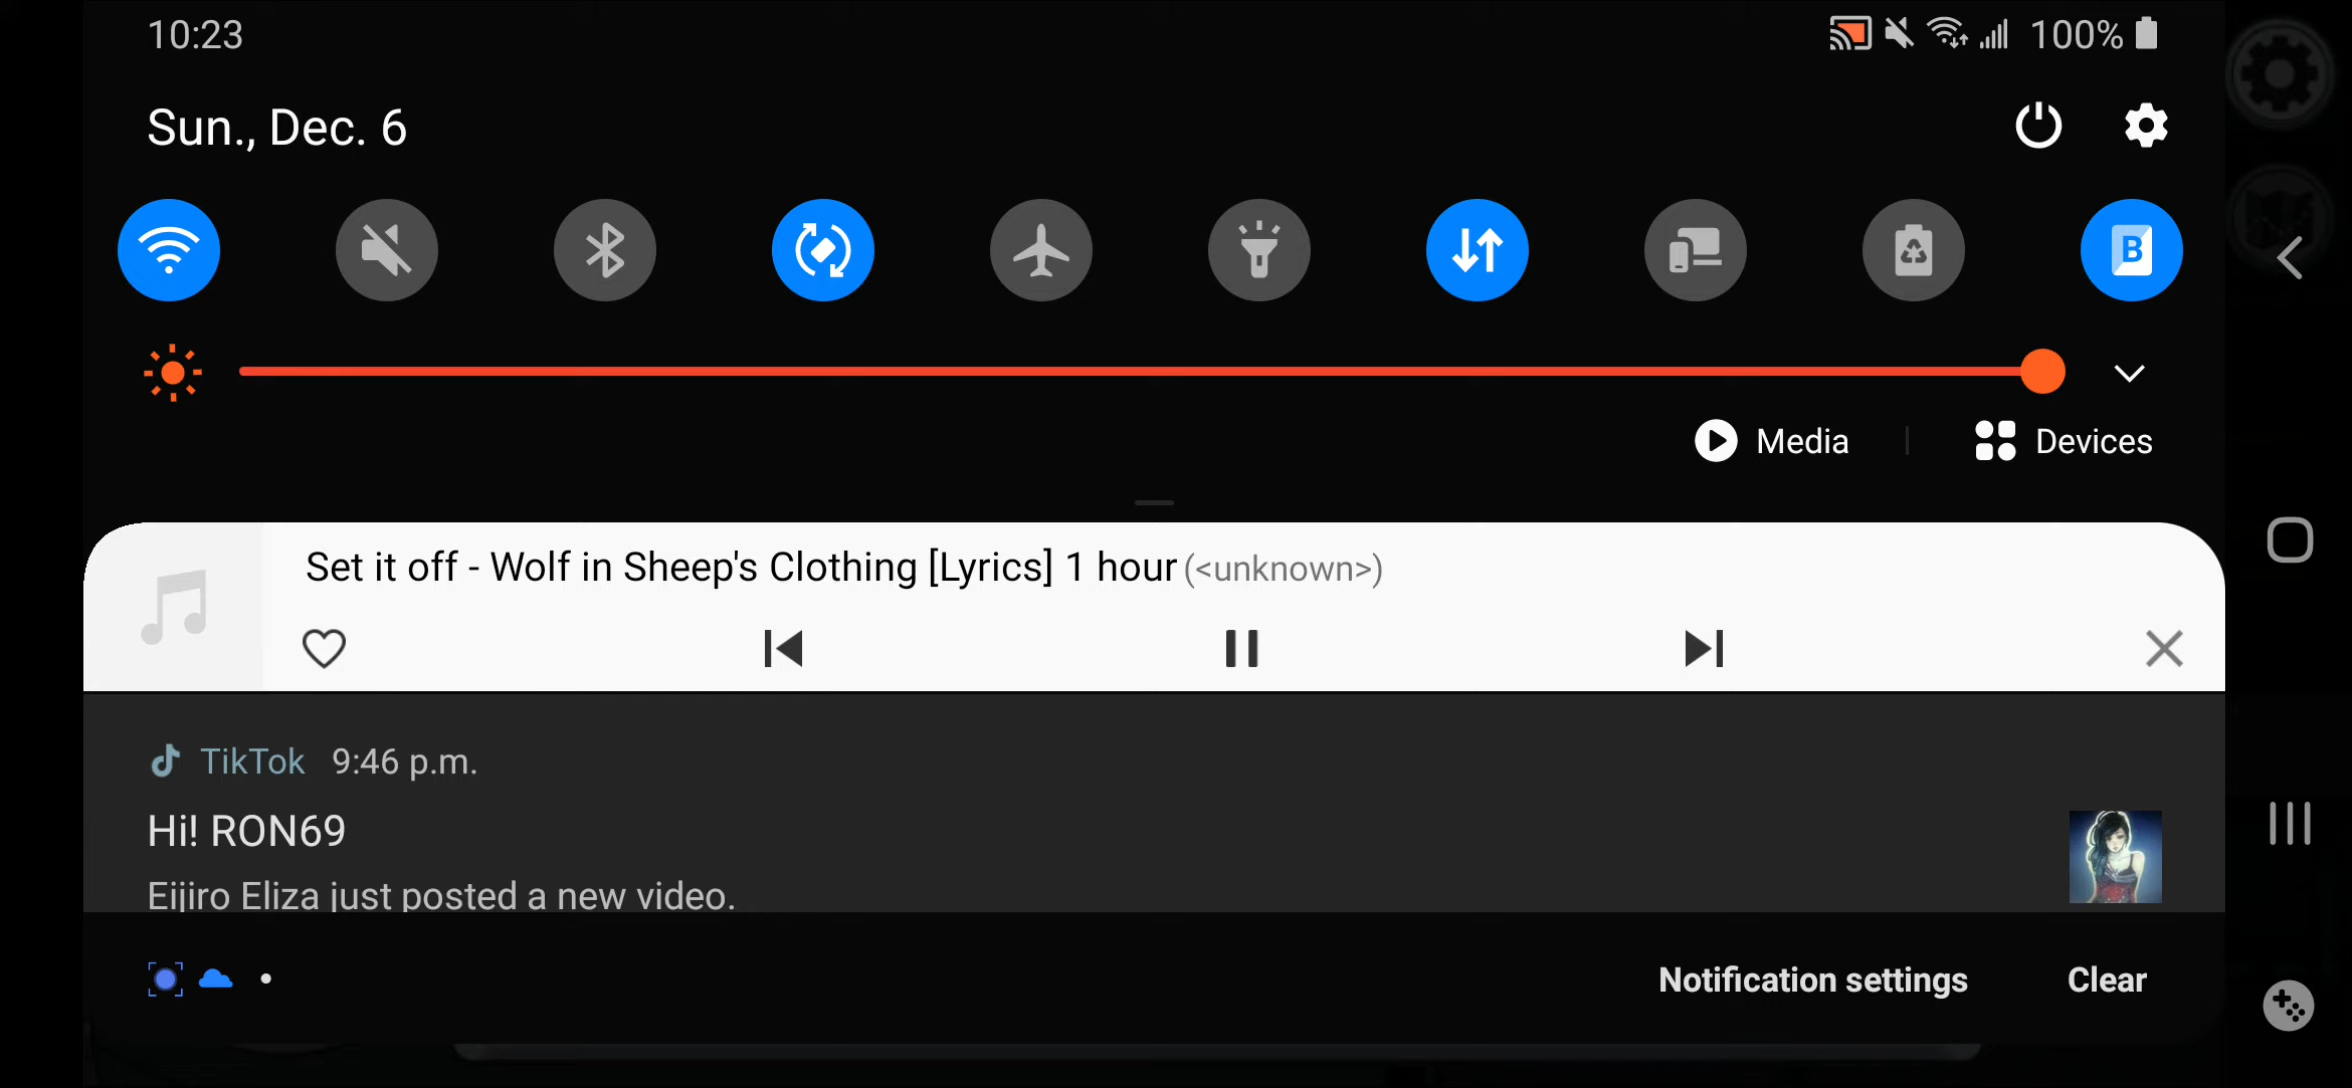 10:23
100%
Sun., Dec. 6
B
Media
Devices
Set it off - Wolf in Sheep's Clothing [Lyrics] 1 hour (<unknown>)
TikTok 9:46 p.m.
Hi! RON69
Eijiro Eliza just posted a new video.
Notification settings
Clear